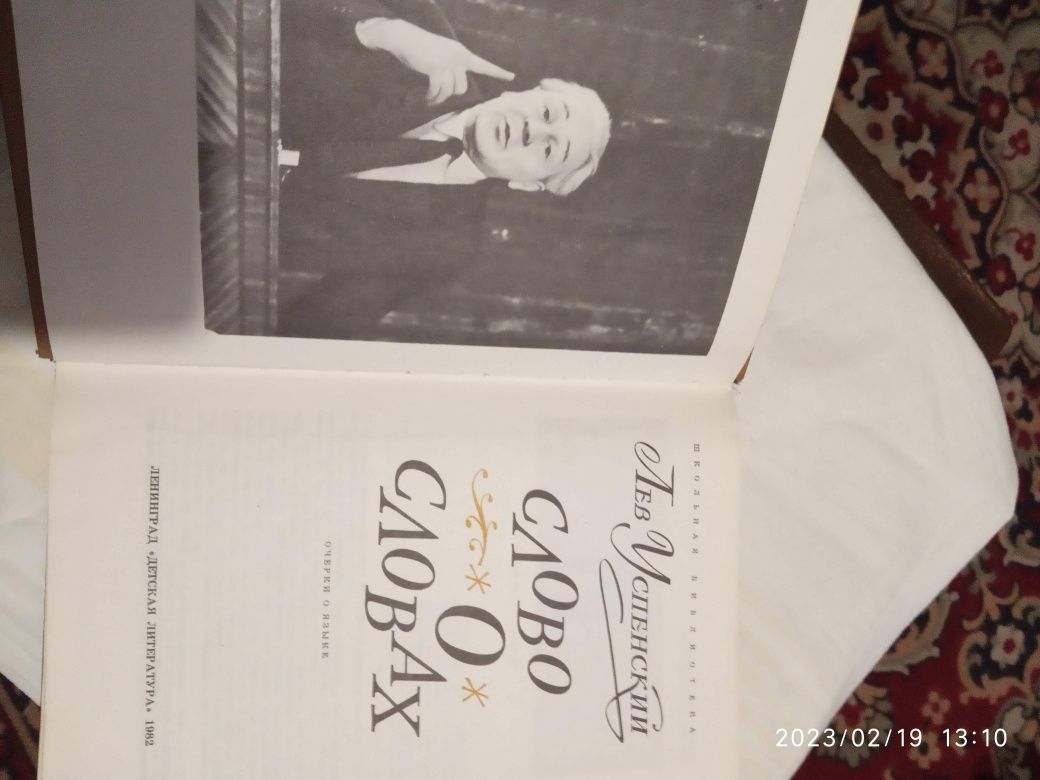 ШКОЛЬНАЯ БИБЛИОТЕКА
Лев Успенский
СЛОВО
О
СЛОВАХ
ОЧЕРКИ О ЯЗЫКЕ
ЛЕНИНГРАД «ДЕТСКАЯ ЛИТЕРАТУРА» 1982
2023/02/19 13:10